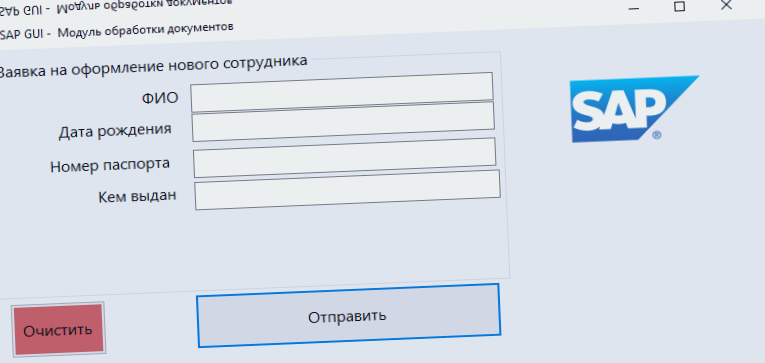 SAP GUI - Модуль обработки документов
SAP GUI - Модуль обработки документов
Заявка на оформление нового сотрудника
ФИО
Дата рождения
Номер паспорта
Кем выдан
SAP
®
Очистить
Отправить